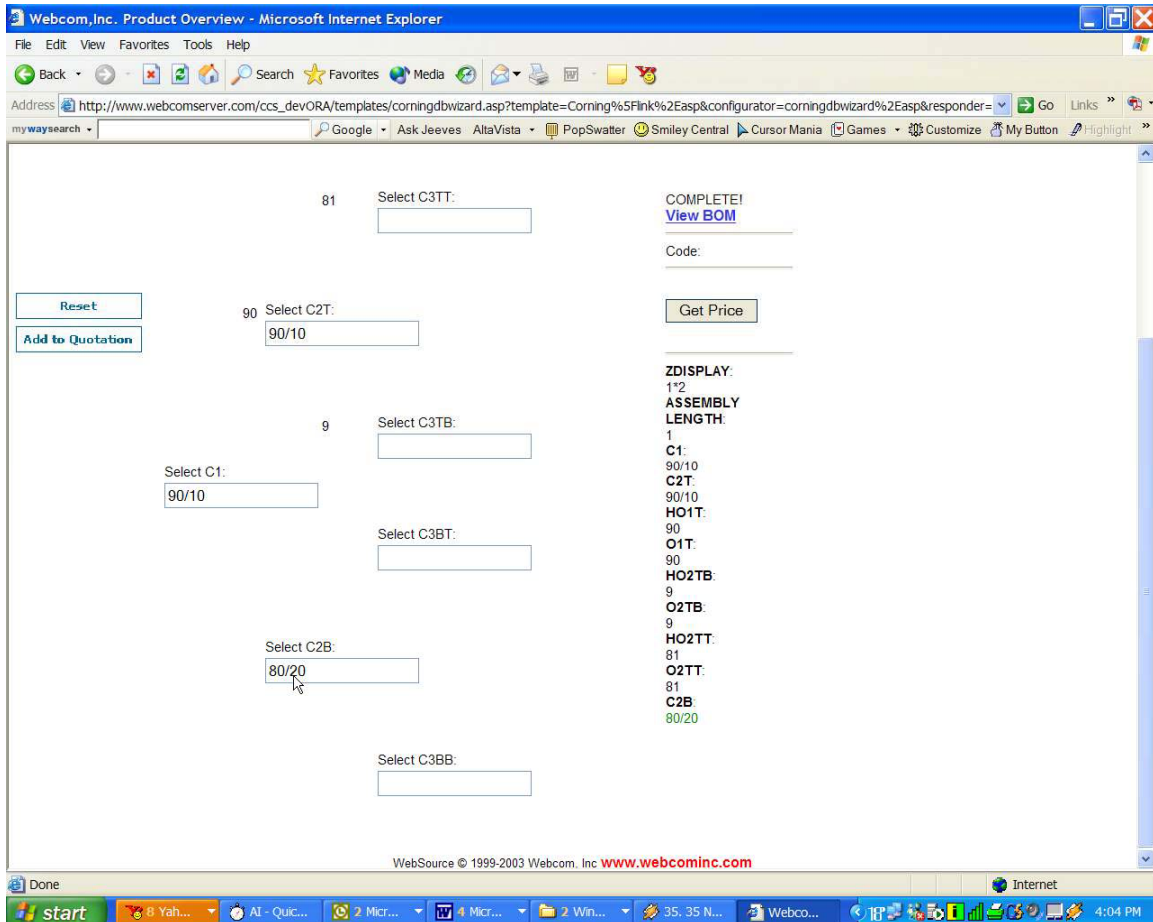 Webcom,Inc. Product Overview - Microsoft Internet Explorer
File Edit View Favorites Tools Help
Back Search Favorites Media
Address http://www.webcomserver.com/ccs_devORA/templates/corningdbwizard.asp?template=Corning%5Flink%2Easp&configurator=corningdbwizard%2Easp&responder= Go Links »
mywaysearch Google Ask Jeeves AltaVista PopSwatter Smiley Central Cursor Mania Games Customize My Button Highlight »
81 Select C3TT:
Reset
Add to Quotation
90 Select C2T:
90/10
9 Select C3TB:
Select C1:
90/10
Select C3BT:
Select C2B:
80/20
Select C3BB:
COMPLETE!
View BOM
Code:
Get Price
ZDISPLAY:
1*2
ASSEMBLY
LENGTH:
1
C1:
90/10
C2T:
90/10
HO1T:
90
O1T:
90
HO2TB:
9
O2TB:
9
HO2TT:
81
O2TT:
81
C2B:
80/20
WebSource © 1999-2003 Webcom, Inc www.webcominc.com
Done Internet
start 8 Yah... AI - Quic... 2 Micr... 4 Micr... 2 Win... 35. 35 N... Webco... 4:04 PM